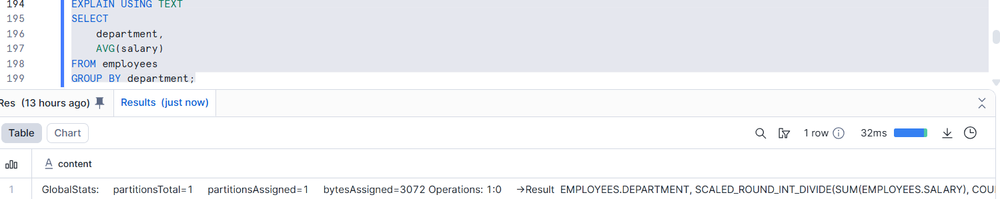 194 EXPLAIN USING TEXT
195 SELECT
196 department,
197 AVG(salary)
198 FROM employees
199 GROUP BY department;
Res (13 hours ago) Results (just now)
Table Chart 1 row 32ms
A content
1 GlobalStats: partitionsTotal=1 partitionsAssigned=1 bytesAssigned=3072 Operations: 1:0 ->Result EMPLOYEES.DEPARTMENT, SCALED_ROUND_INT_DIVIDE(SUM(EMPLOYEES.SALARY), COU